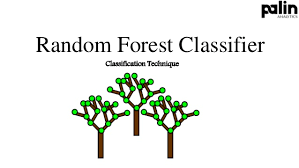 palin
ANALYTICS
Random Forest Classifier
Classification Technique